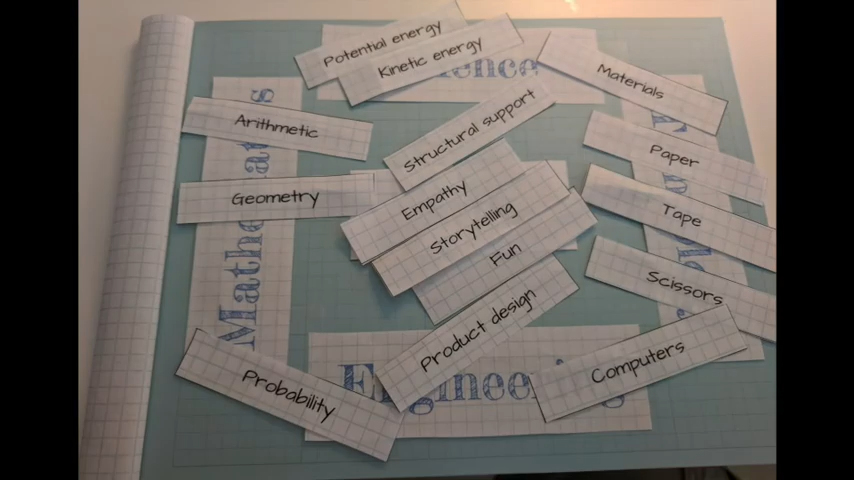 Potential energy
Kinetic energy
Materials
Structural support
Arithmetic
Paper
Geometry
Empathy
Storytelling
Tape
Fun
Scissors
Product design
Computers
Probability